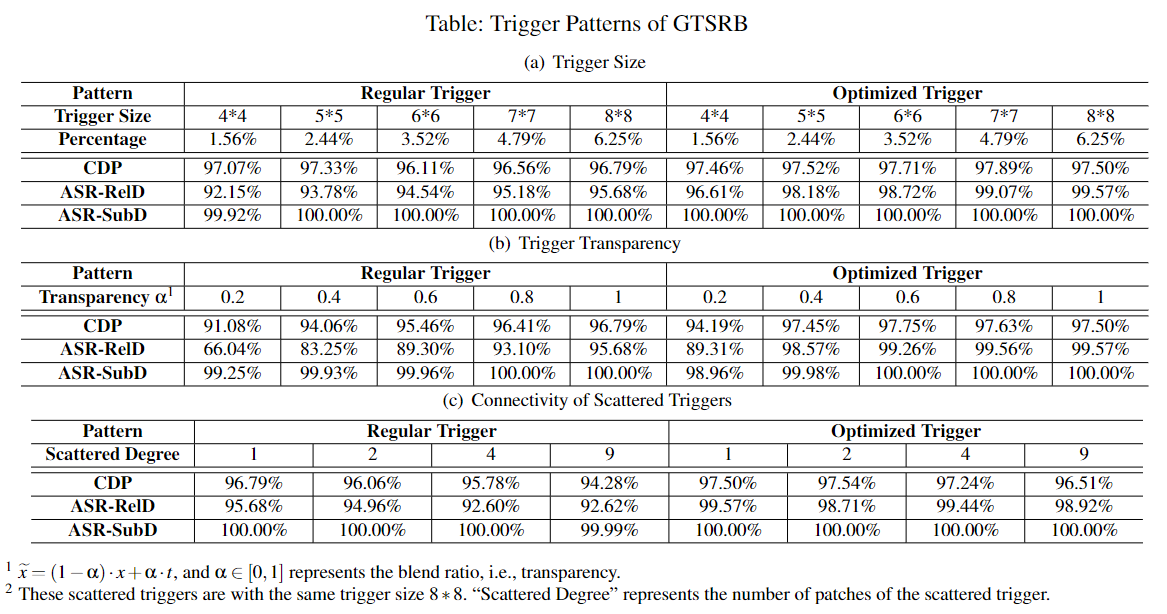 Table: Trigger Patterns of GTSRB
(a) Trigger Size
Pattern Regular Trigger Optimized Trigger
Trigger Size 4*4 5*5 6*6 7*7 8*8 4*4 5*5 6*6 7*7 8*8
Percentage 1.56% 2.44% 3.52% 4.79% 6.25% 1.56% 2.44% 3.52% 4.79% 6.25%
CDP 97.07% 97.33% 96.11% 96.56% 96.79% 97.46% 97.52% 97.71% 97.89% 97.50%
ASR-RelD 92.15% 93.78% 94.54% 95.18% 95.68% 96.61% 98.18% 98.72% 99.07% 99.57%
ASR-SubD 99.92% 100.00% 100.00% 100.00% 100.00% 100.00% 100.00% 100.00% 100.00% 100.00%
(b) Trigger Transparency
Pattern Regular Trigger Optimized Trigger
Transparency α¹ 0.2 0.4 0.6 0.8 1 0.2 0.4 0.6 0.8 1
CDP 91.08% 94.06% 95.46% 96.41% 96.79% 94.19% 97.45% 97.75% 97.63% 97.50%
ASR-RelD 66.04% 83.25% 89.30% 93.10% 95.68% 89.31% 98.57% 99.26% 99.56% 99.57%
ASR-SubD 99.25% 99.93% 99.96% 100.00% 100.00% 98.96% 99.98% 100.00% 100.00% 100.00%
(c) Connectivity of Scattered Triggers
Pattern Regular Trigger Optimized Trigger
Scattered Degree 1 2 4 9 1 2 4 9
CDP 96.79% 96.06% 95.78% 94.28% 97.50% 97.54% 97.24% 96.51%
ASR-RelD 95.68% 94.96% 92.60% 92.62% 99.57% 98.71% 99.44% 98.92%
ASR-SubD 100.00% 100.00% 100.00% 99.99% 100.00% 100.00% 100.00% 100.00%
¹ x̃ = (1−α)·x+α·t, and α ∈ [0,1] represents the blend ratio, i.e., transparency.
² These scattered triggers are with the same trigger size 8∗8. “Scattered Degree” represents the number of patches of the scattered trigger.